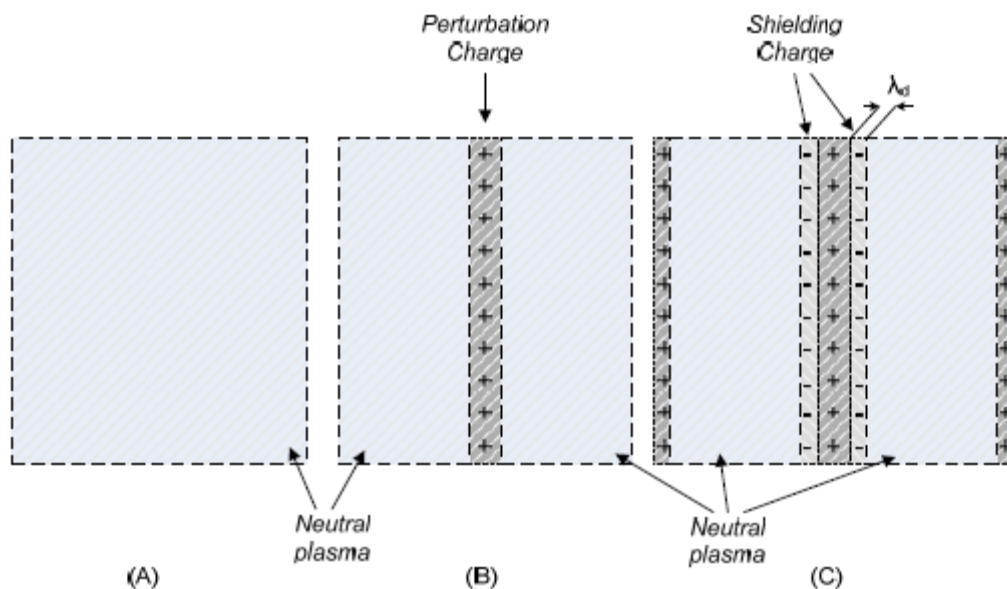 Perturbation
Charge
Shielding
Charge
λd
+ - + - +
+ - + - +
+ - + - +
+ - + - +
+ - + - +
+ - + - +
+ - + - +
+ - + - +
+ - + - +
+ - + - +
Neutral
plasma
Neutral
plasma
(A)
(B)
(C)